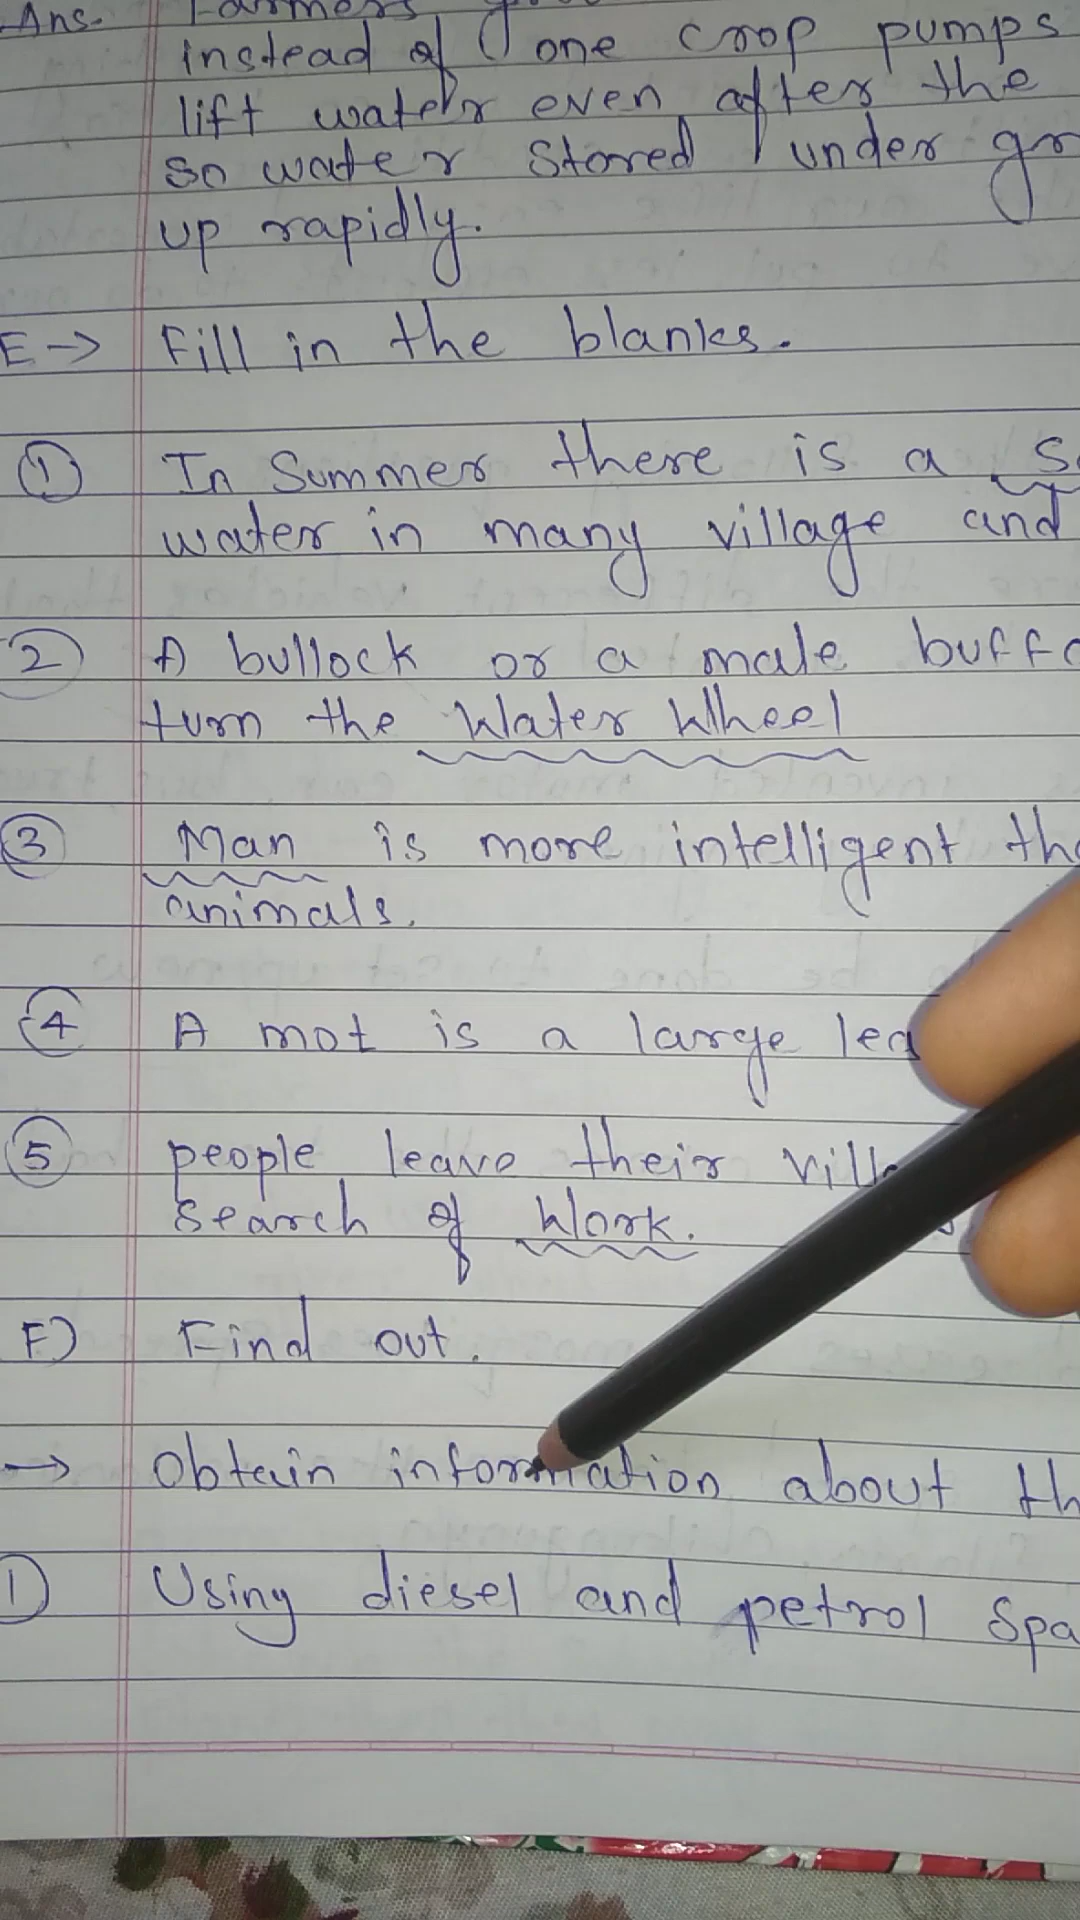 Ans. Farmers
instead of one crop pumps
lift water even after the
so water stored under
up rapidly.
E→ Fill in the blanks.
① In Summer there is a
water in many village and
② A bullock or a male
turn the Water Wheel
③ Man is more intelligent
animals.
④ A mot is a large
⑤ people leave their
search of Work.
F) Find out.
→ Obtain information about
① Using diesel and petrol